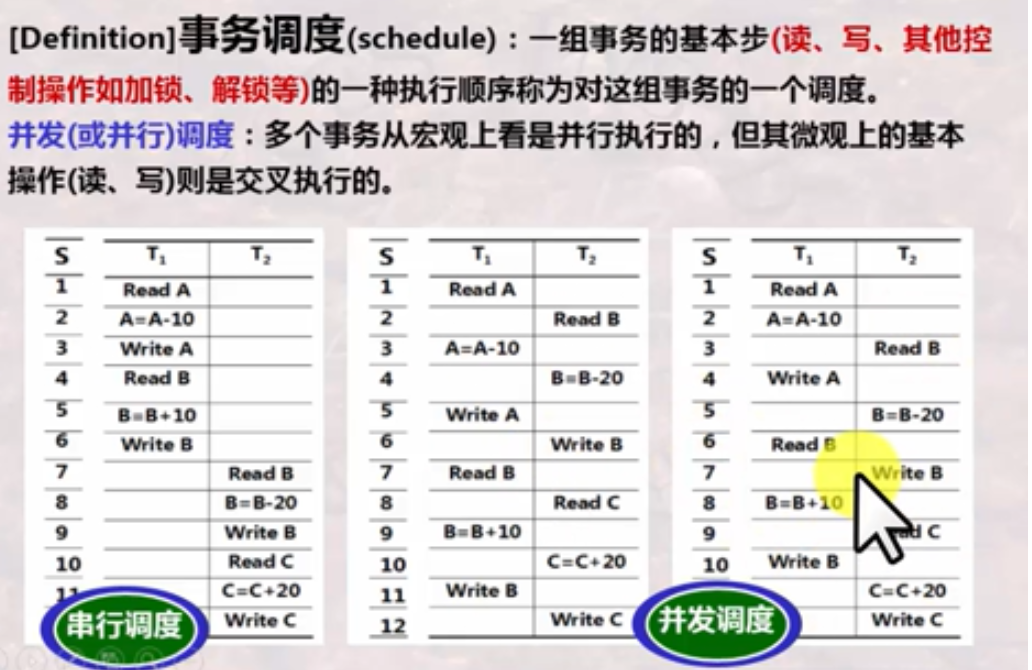 [Definition]事务调度(schedule)：一组事务的基本步(读、写、其他控
制操作如加锁、解锁等)的一种执行顺序称为对这组事务的一个调度。
并发(或并行)调度：多个事务从宏观上看是并行执行的，但其微观上的基本
操作(读、写)则是交叉执行的。
S T₁ T₂
1 Read A
2 A=A-10
3 Write A
4 Read B
5 B=B+10
6 Write B
7 Read B
8 B=B-20
9 Write B
10 Read C
11 C=C+20
Write C
串行调度
S T₁ T₂
1 Read A
2 Read B
3 A=A-10
4 B=B-20
5 Write A
6 Write B
7 Read B
8 Read C
9 B=B+10
10 C=C+20
11 Write B
12 Write C
S T₁ T₂
1 Read A
2 A=A-10
3 Read B
4 Write A
5 B=B-20
6 Read B
7 Write B
8 B=B+10
9 C
10 Write B
C=C+20
Write C
并发调度